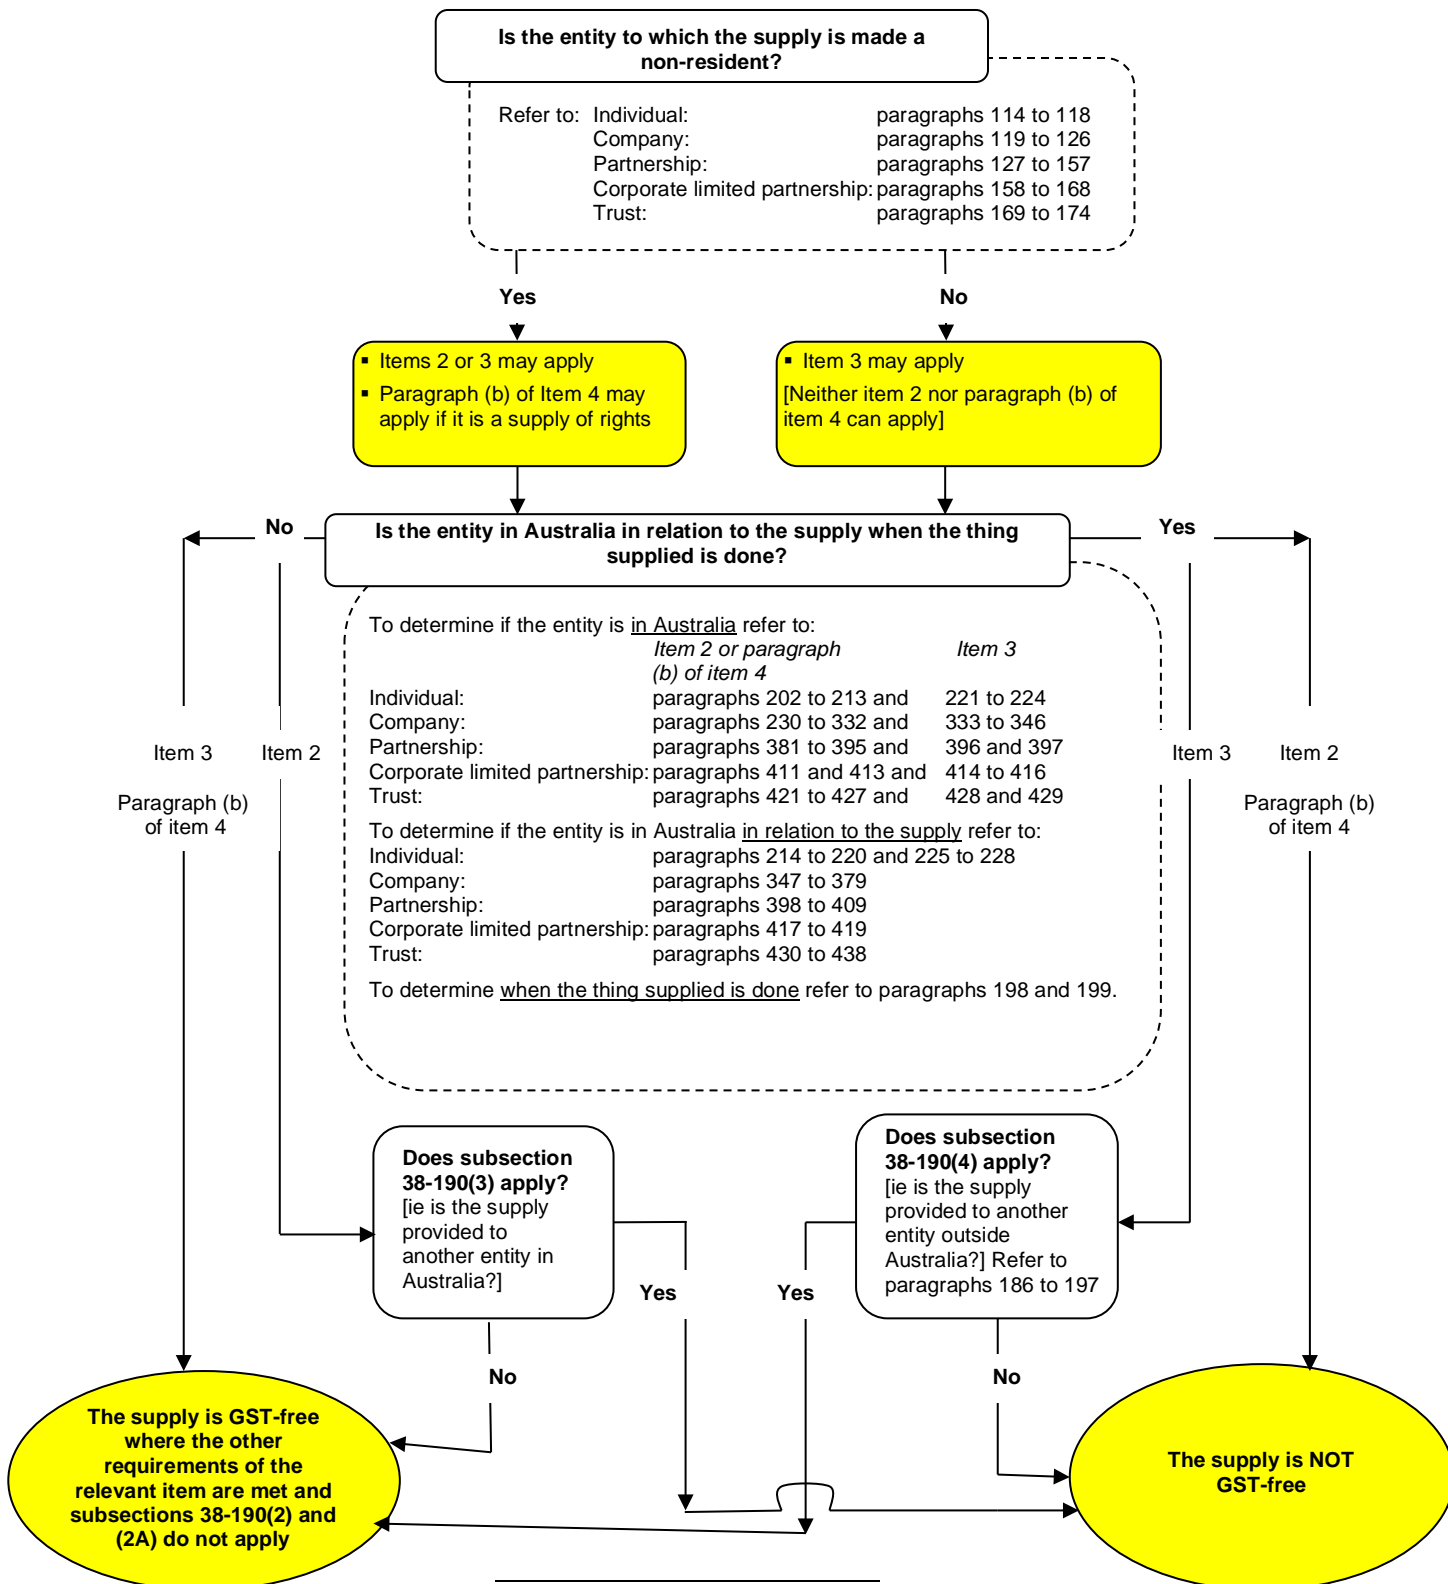 Is the entity to which the supply is made a
non-resident?
Refer to: Individual: paragraphs 114 to 118
Company: paragraphs 119 to 126
Partnership: paragraphs 127 to 157
Corporate limited partnership: paragraphs 158 to 168
Trust: paragraphs 169 to 174
Yes No
▪ Items 2 or 3 may apply
▪ Paragraph (b) of Item 4 may
apply if it is a supply of rights
▪ Item 3 may apply
[Neither item 2 nor paragraph (b) of
item 4 can apply]
No
Is the entity in Australia in relation to the supply when the thing
supplied is done?
Yes
To determine if the entity is in Australia refer to:
Item 2 or paragraph Item 3
(b) of item 4
Individual: paragraphs 202 to 213 and 221 to 224
Company: paragraphs 230 to 332 and 333 to 346
Partnership: paragraphs 381 to 395 and 396 and 397
Corporate limited partnership: paragraphs 411 and 413 and 414 to 416
Trust: paragraphs 421 to 427 and 428 and 429
To determine if the entity is in Australia in relation to the supply refer to:
Individual: paragraphs 214 to 220 and 225 to 228
Company: paragraphs 347 to 379
Partnership: paragraphs 398 to 409
Corporate limited partnership: paragraphs 417 to 419
Trust: paragraphs 430 to 438
To determine when the thing supplied is done refer to paragraphs 198 and 199.
Item 3
Paragraph (b)
of item 4
Item 2
Item 3
Item 2
Paragraph (b)
of item 4
Does subsection
38-190(3) apply?
[ie is the supply
provided to
another entity in
Australia?]
Does subsection
38-190(4) apply?
[ie is the supply
provided to another
entity outside
Australia?] Refer to
paragraphs 186 to 197
Yes Yes
No No
The supply is GST-free
where the other
requirements of the
relevant item are met and
subsections 38-190(2) and
(2A) do not apply
The supply is NOT
GST-free